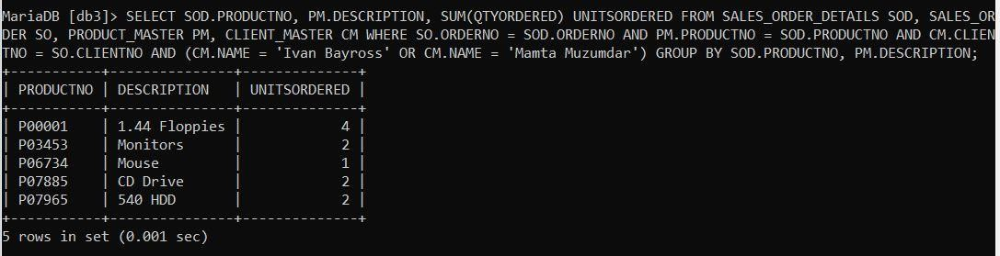 MariaDB [db3]> SELECT SOD.PRODUCTNO, PM.DESCRIPTION, SUM(QTYORDERED) UNITSORDERED FROM SALES_ORDER_DETAILS SOD, SALES_OR
DER SO, PRODUCT_MASTER PM, CLIENT_MASTER CM WHERE SO.ORDERNO = SOD.ORDERNO AND PM.PRODUCTNO = SOD.PRODUCTNO AND CM.CLIEN
TNO = SO.CLIENTNO AND (CM.NAME = 'Ivan Bayross' OR CM.NAME = 'Mamta Muzumdar') GROUP BY SOD.PRODUCTNO, PM.DESCRIPTION;
+-----------+---------------+--------------+
| PRODUCTNO | DESCRIPTION   | UNITSORDERED |
+-----------+---------------+--------------+
| P00001    | 1.44 Floppies |            4 |
| P03453    | Monitors      |            2 |
| P06734    | Mouse         |            1 |
| P07885    | CD Drive      |            2 |
| P07965    | 540 HDD       |            2 |
+-----------+---------------+--------------+
5 rows in set (0.001 sec)